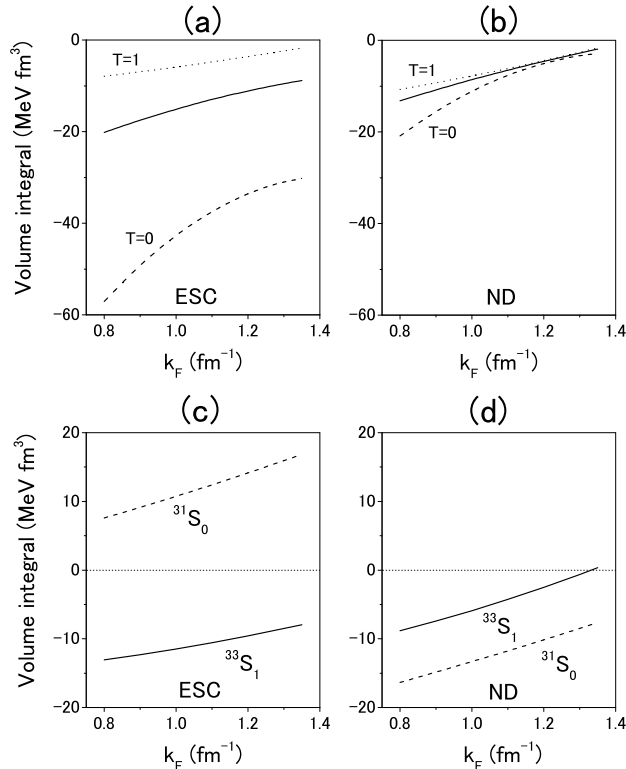 (a)
(b)
Volume integral (MeV fm³)
0
−20
−40
−60
T=1
T=0
ESC
0.8 1.0 1.2 1.4
k_F (fm⁻¹)
0
−20
−40
−60
T=1
T=0
ND
0.8 1.0 1.2 1.4
k_F (fm⁻¹)
(c)
(d)
Volume integral (MeV fm³)
20
10
0
−10
−20
³¹S₀
³³S₁
ESC
0.8 1.0 1.2 1.4
k_F (fm⁻¹)
20
10
0
−10
−20
³³S₁
³¹S₀
ND
0.8 1.0 1.2 1.4
k_F (fm⁻¹)